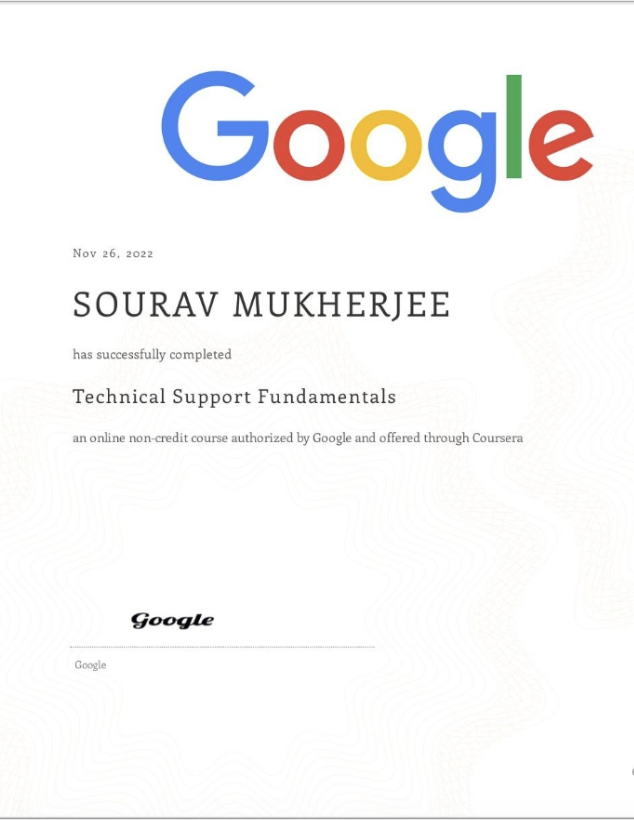 Google
Nov 26, 2022
SOURAV MUKHERJEE
has successfully completed
Technical Support Fundamentals
an online non-credit course authorized by Google and offered through Coursera
Google
Google